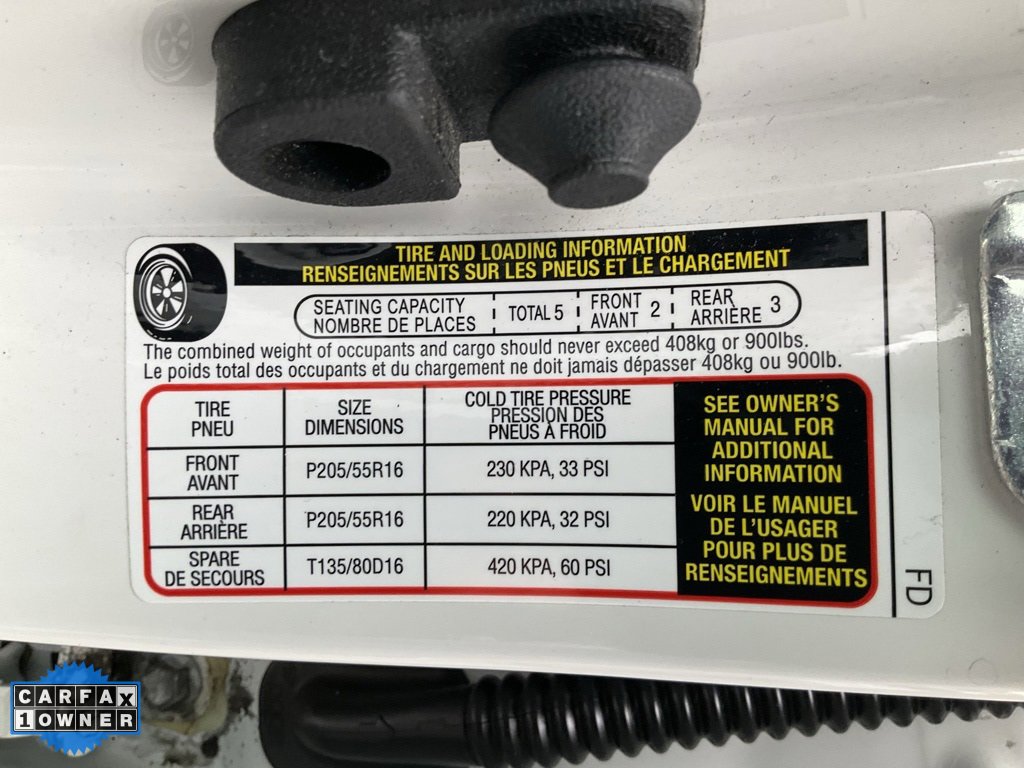 TIRE AND LOADING INFORMATION
RENSEIGNEMENTS SUR LES PNEUS ET LE CHARGEMENT
SEATING CAPACITY
NOMBRE DE PLACES
TOTAL 5
FRONT
AVANT 2
REAR
ARRIÈRE 3
The combined weight of occupants and cargo should never exceed 408kg or 900lbs.
Le poids total des occupants et du chargement ne doit jamais dépasser 408kg ou 900lb.
TIRE
PNEU
SIZE
DIMENSIONS
COLD TIRE PRESSURE
PRESSION DES
PNEUS À FROID
FRONT
AVANT
P205/55R16
230 KPA, 33 PSI
REAR
ARRIÈRE
P205/55R16
220 KPA, 32 PSI
SPARE
DE SECOURS
T135/80D16
420 KPA, 60 PSI
SEE OWNER'S
MANUAL FOR
ADDITIONAL
INFORMATION
VOIR LE MANUEL
DE L'USAGER
POUR PLUS DE
RENSEIGNEMENTS
FD
CARFAX
1 OWNER